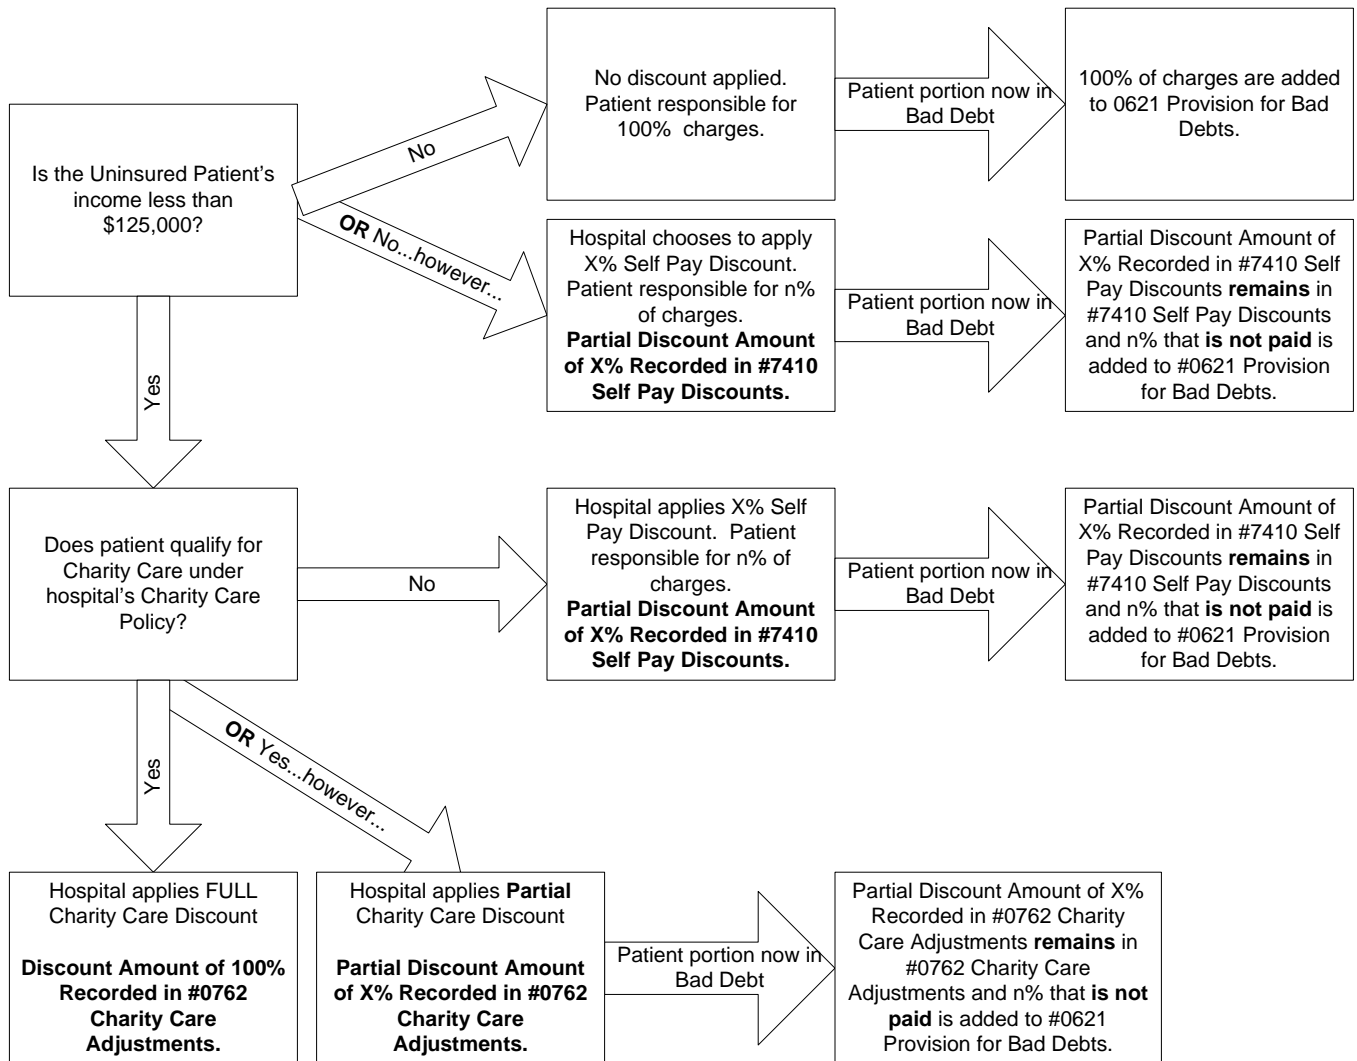 Is the Uninsured Patient's
income less than
$125,000?
No
No discount applied.
Patient responsible for
100%  charges.
Patient portion now in
Bad Debt
100% of charges are added
to 0621 Provision for Bad
Debts.
OR No...however...
Hospital chooses to apply
X% Self Pay Discount.
Patient responsible for n%
of charges.
Partial Discount Amount
of X% Recorded in #7410
Self Pay Discounts.
Patient portion now in
Bad Debt
Partial Discount Amount of
X% Recorded in #7410 Self
Pay Discounts remains in
#7410 Self Pay Discounts
and n% that is not paid is
added to #0621 Provision
for Bad Debts.
Yes
Does patient qualify for
Charity Care under
hospital's Charity Care
Policy?
No
Hospital applies X% Self
Pay Discount.  Patient
responsible for n% of
charges.
Partial Discount Amount
of X% Recorded in #7410
Self Pay Discounts.
Patient portion now in
Bad Debt
Partial Discount Amount of
X% Recorded in #7410 Self
Pay Discounts remains in
#7410 Self Pay Discounts
and n% that is not paid is
added to #0621 Provision
for Bad Debts.
Yes
OR Yes...however...
Hospital applies FULL
Charity Care Discount
Discount Amount of 100%
Recorded in #0762
Charity Care
Adjustments.
Hospital applies Partial
Charity Care Discount
Partial Discount Amount
of X% Recorded in #0762
Charity Care
Adjustments.
Patient portion now in
Bad Debt
Partial Discount Amount of X%
Recorded in #0762 Charity
Care Adjustments remains in
#0762 Charity Care
Adjustments and n% that is not
paid is added to #0621
Provision for Bad Debts.